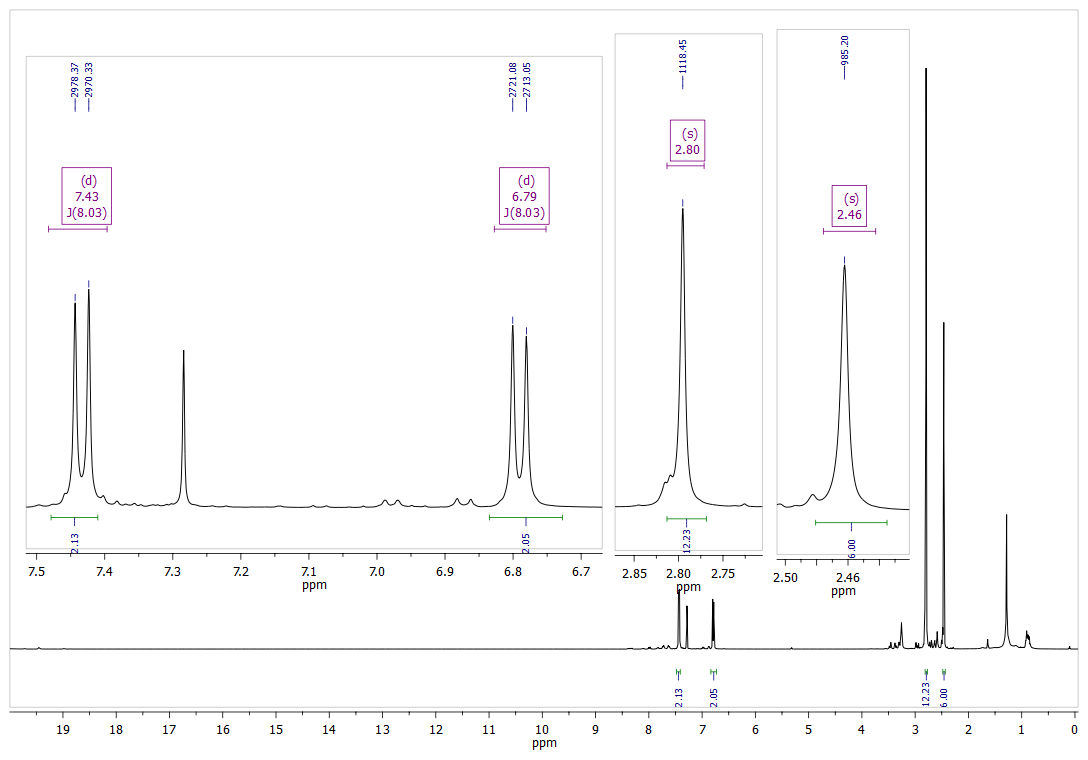 2978.37
2970.33
2721.08
2713.05
(d)
7.43
J(8.03)
(d)
6.79
J(8.03)
2.13
2.05
7.5 7.4 7.3 7.2 7.1 7.0 6.9 6.8 6.7
ppm
1118.45
(s)
2.80
12.23
2.85 2.80 2.75
ppm
985.20
(s)
2.46
6.00
2.50 2.46
ppm
2.13
2.05
12.23
6.00
19 18 17 16 15 14 13 12 11 10 9 8 7 6 5 4 3 2 1 0
ppm